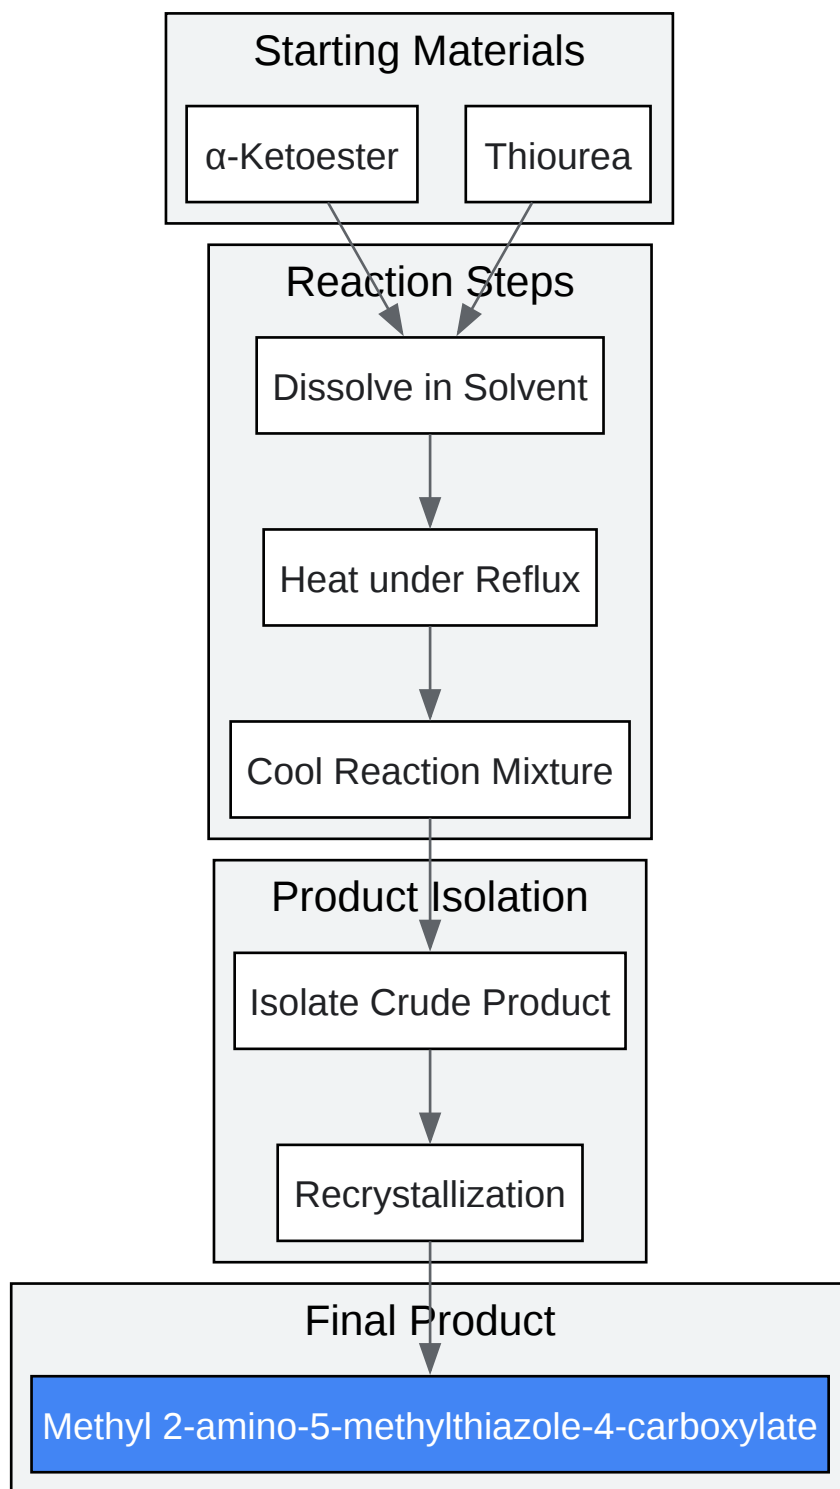 Starting Materials
α-Ketoester
Thiourea
Reaction Steps
Dissolve in Solvent
Heat under Reflux
Cool Reaction Mixture
Product Isolation
Isolate Crude Product
Recrystallization
Final Product
Methyl 2-amino-5-methylthiazole-4-carboxylate